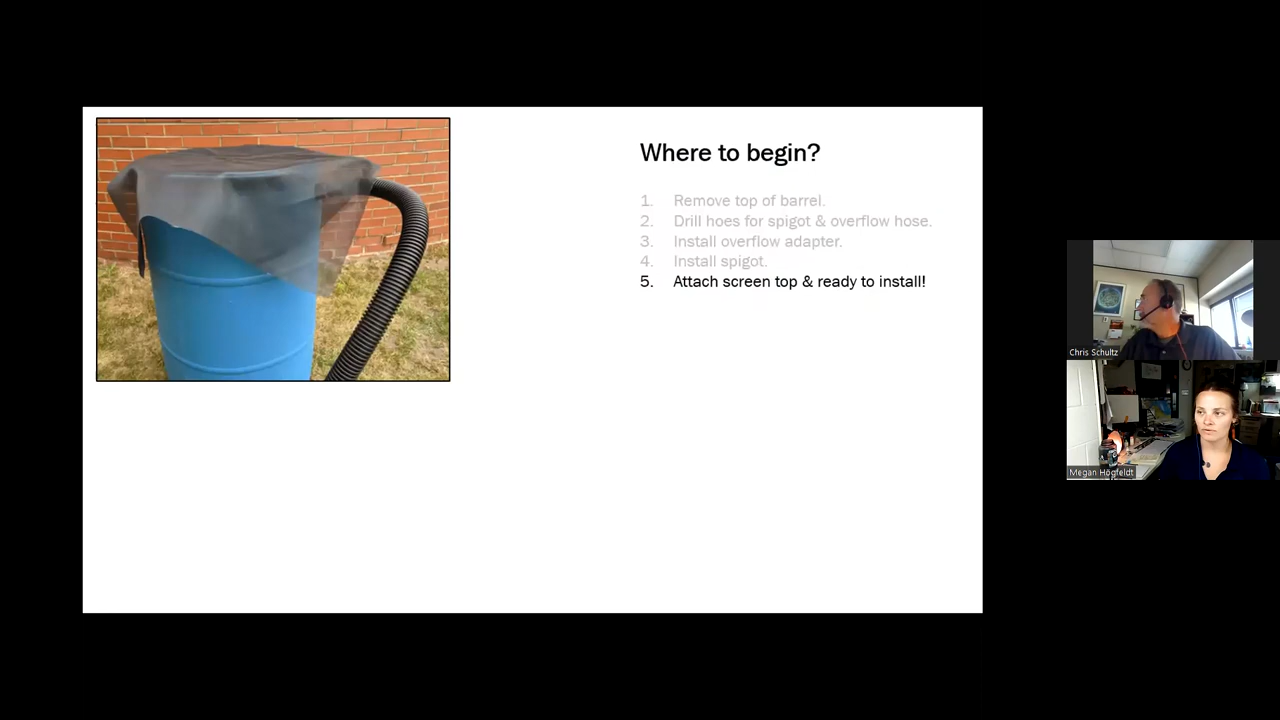 Where to begin?
1. Remove top of barrel.
2. Drill hoes for spigot & overflow hose.
3. Install overflow adapter.
4. Install spigot.
5. Attach screen top & ready to install!
Chris Schultz
Megan Hogfeldt